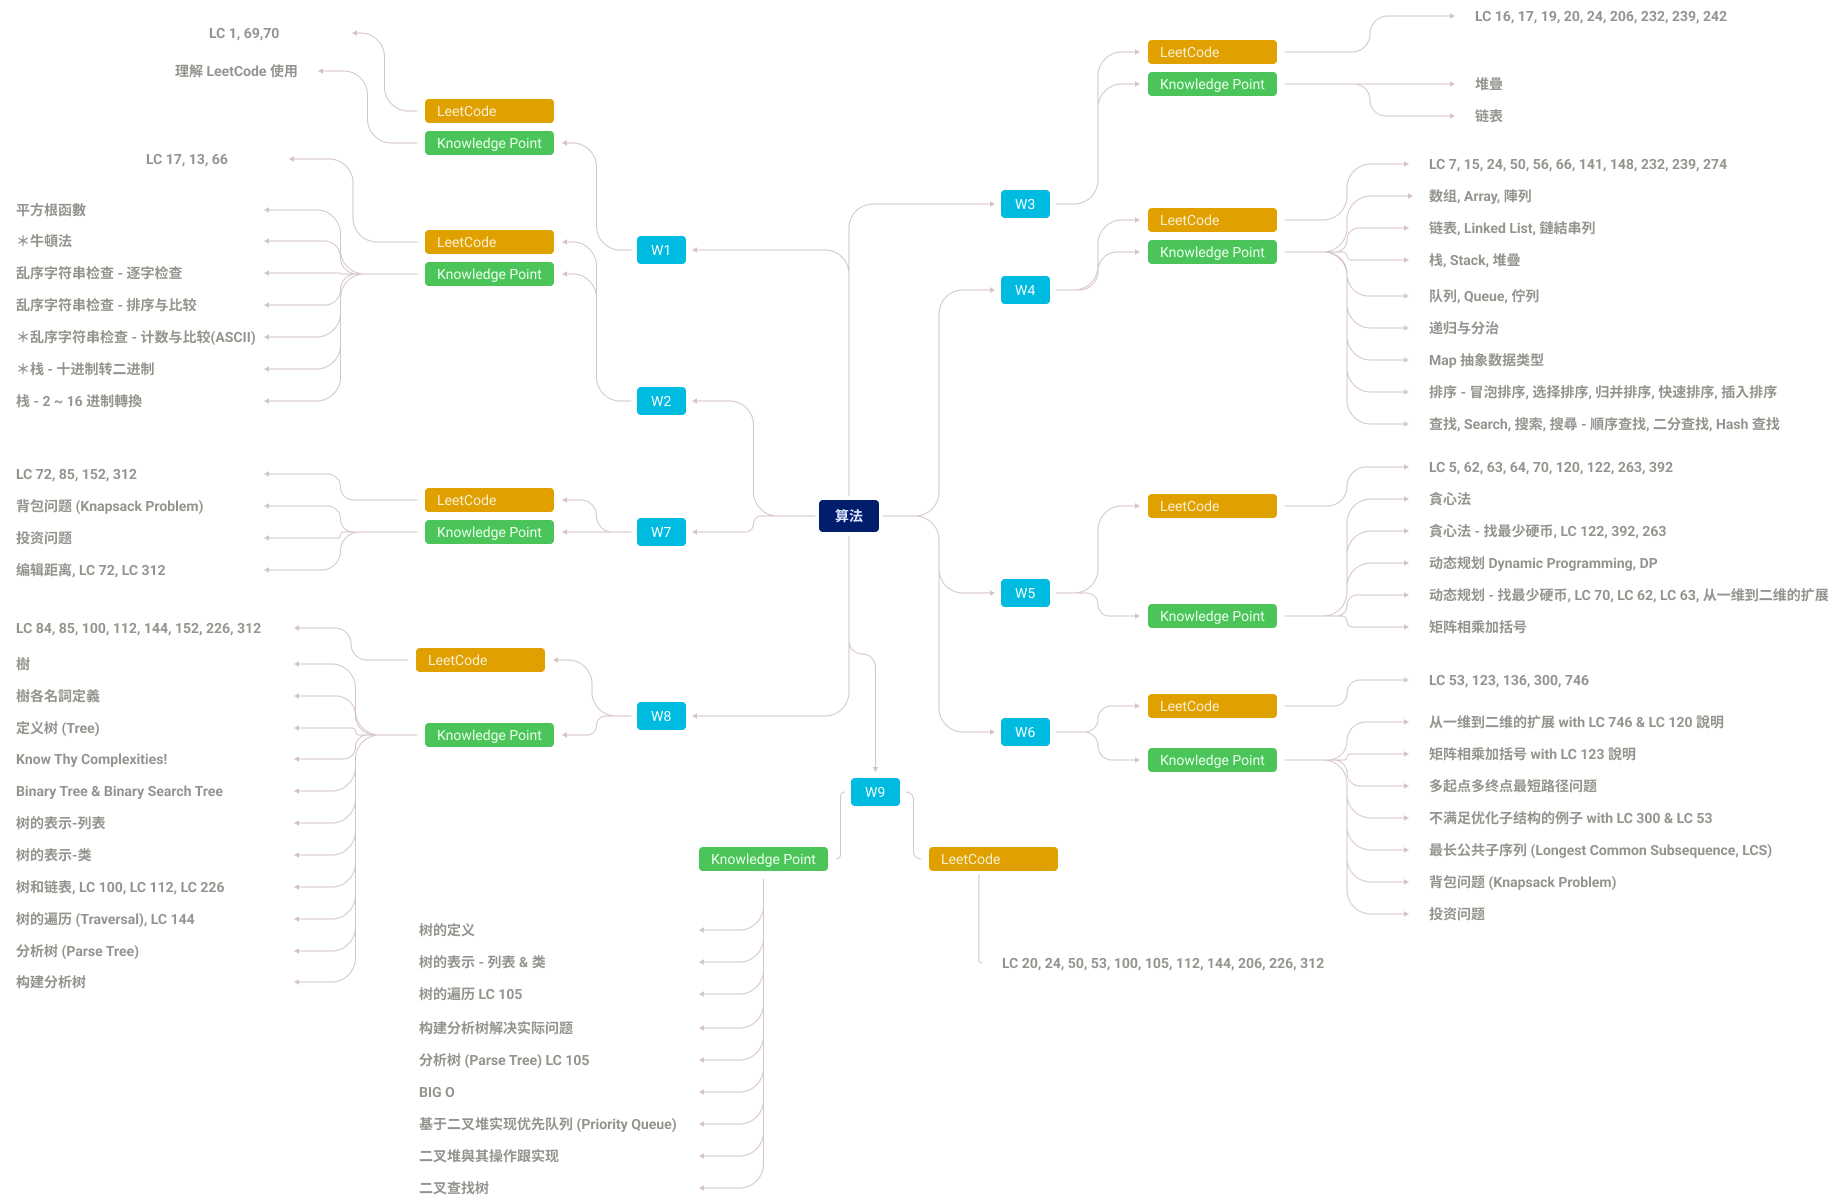 算法
W1
LeetCode
LC 1, 69,70
Knowledge Point
理解 LeetCode 使用
W2
LeetCode
LC 17, 13, 66
Knowledge Point
平方根函數
＊牛頓法
乱序字符串检查 - 逐字检查
乱序字符串检查 - 排序与比较
＊乱序字符串检查 - 计数与比较(ASCII)
＊栈 - 十进制转二进制
栈 - 2 ~ 16 进制轉換
W3
LeetCode
LC 16, 17, 19, 20, 24, 206, 232, 239, 242
Knowledge Point
堆疊
链表
W4
LeetCode
LC 7, 15, 24, 50, 56, 66, 141, 148, 232, 239, 274
Knowledge Point
数组, Array, 陣列
链表, Linked List, 鏈結串列
栈, Stack, 堆疊
队列, Queue, 佇列
递归与分治
Map 抽象数据类型
排序 - 冒泡排序, 选择排序, 归并排序, 快速排序, 插入排序
查找, Search, 搜索, 搜尋 - 順序查找, 二分查找, Hash 查找
W5
LeetCode
LC 5, 62, 63, 64, 70, 120, 122, 263, 392
Knowledge Point
貪心法
貪心法 - 找最少硬币, LC 122, 392, 263
动态规划 Dynamic Programming, DP
动态规划 - 找最少硬币, LC 70, LC 62, LC 63, 从一维到二维的扩展
矩阵相乘加括号
W6
LeetCode
LC 53, 123, 136, 300, 746
Knowledge Point
从一维到二维的扩展 with LC 746 & LC 120 說明
矩阵相乘加括号 with LC 123 說明
多起点多终点最短路径问题
不满足优化子结构的例子 with LC 300 & LC 53
最长公共子序列 (Longest Common Subsequence, LCS)
背包问题 (Knapsack Problem)
投资问题
W7
LeetCode
LC 72, 85, 152, 312
Knowledge Point
背包问题 (Knapsack Problem)
投资问题
编辑距离, LC 72, LC 312
W8
LeetCode
LC 84, 85, 100, 112, 144, 152, 226, 312
Knowledge Point
樹
樹各名詞定義
定义树 (Tree)
Know Thy Complexities!
Binary Tree & Binary Search Tree
树的表示-列表
树的表示-类
树和链表, LC 100, LC 112, LC 226
树的遍历 (Traversal), LC 144
分析树 (Parse Tree)
构建分析树
W9
Knowledge Point
树的定义
树的表示 - 列表 & 类
树的遍历 LC 105
构建分析树解决实际问题
分析树 (Parse Tree) LC 105
BIG O
基于二叉堆实现优先队列 (Priority Queue)
二叉堆與其操作跟实现
二叉查找树
LeetCode
LC 20, 24, 50, 53, 100, 105, 112, 144, 206, 226, 312